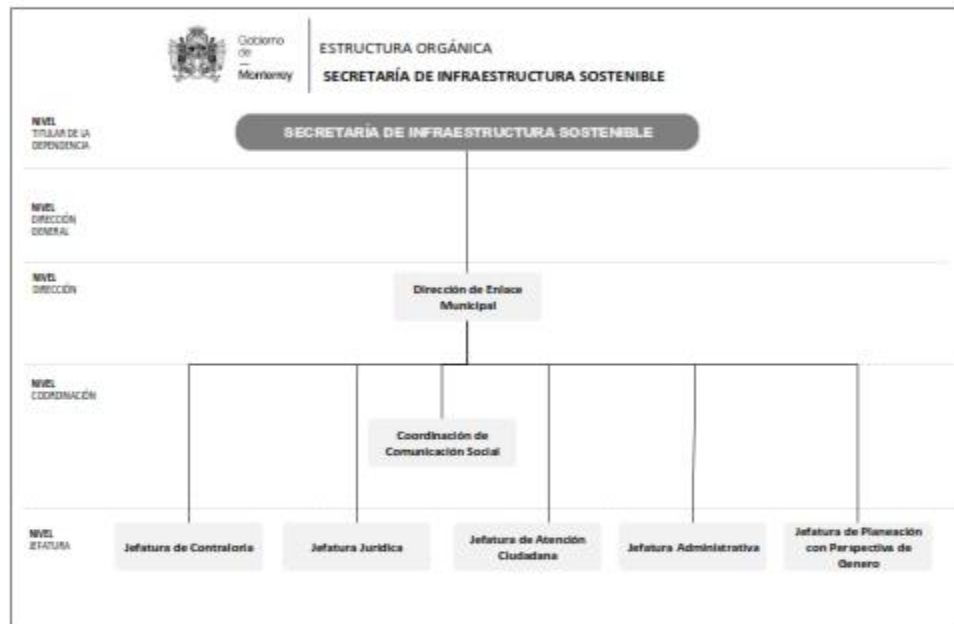 Gobierno
de
—
Monterrey
ESTRUCTURA ORGÁNICA
SECRETARÍA DE INFRAESTRUCTURA SOSTENIBLE
NIVEL
TITULAR DE LA
DEPENDENCIA
SECRETARÍA DE INFRAESTRUCTURA SOSTENIBLE
NIVEL
DIRECCIÓN
GENERAL
NIVEL
DIRECCIÓN
Dirección de Enlace
Municipal
NIVEL
COORDINACIÓN
Coordinación de
Comunicación Social
NIVEL
JEFATURA
Jefatura de Contraloria
Jefatura Jurídica
Jefatura de Atención
Ciudadana
Jefatura Administrativa
Jefatura de Planeación
con Perspectiva de
Genero